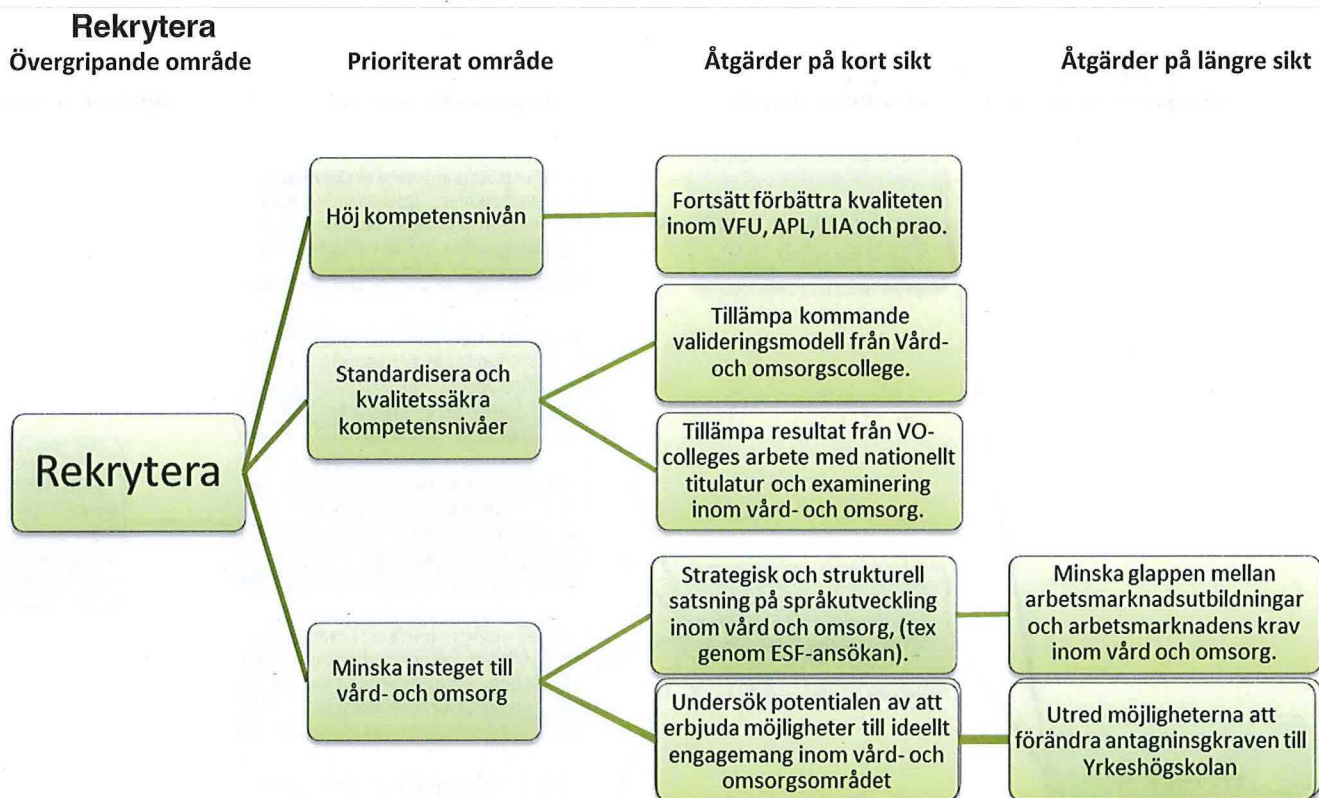 Rekrytera
Övergripande område
Prioriterat område
Åtgärder på kort sikt
Åtgärder på längre sikt
Rekrytera
Höj kompetensnivån
Fortsätt förbättra kvaliteten
inom VFU, APL, LIA och prao.
Standardisera och
kvalitetssäkra
kompetensnivåer
Tillämpa kommande
valideringsmodell från Vård-
och omsorgscollege.
Tillämpa resultat från VO-
colleges arbete med nationellt
titulatur och examinering
inom vård- och omsorg.
Minska insteget till
vård- och omsorg
Strategisk och strukturell
satsning på språkutveckling
inom vård och omsorg, (tex
genom ESF-ansökan).
Minska glappen mellan
arbetsmarknadsutbildningar
och arbetsmarknadens krav
inom vård och omsorg.
Undersök potentialen av att
erbjuda möjligheter till ideellt
engagemang inom vård- och
omsorgsområdet
Utred möjligheterna att
förändra antagninsgkraven till
Yrkeshögskolan